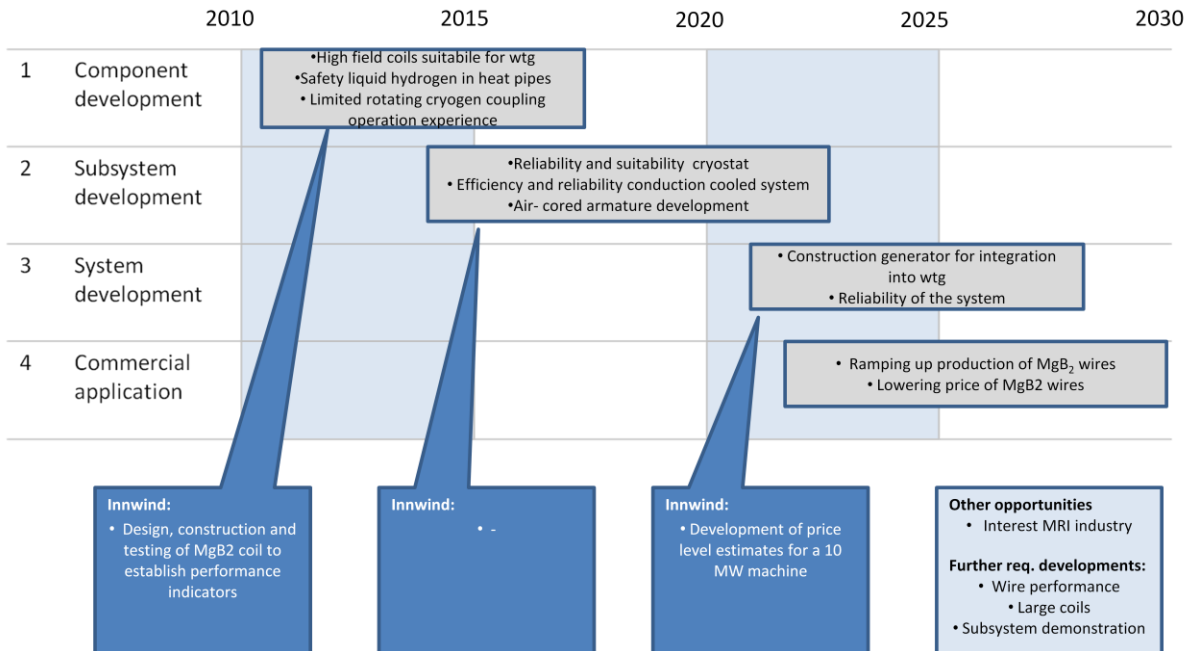 2010 2015 2020 2025 2030
1 Component
development
•High field coils suitabile for wtg
•Safety liquid hydrogen in heat pipes
• Limited rotating cryogen coupling
operation experience
2 Subsystem
development
•Reliability and suitability cryostat
• Efficiency and reliability conduction cooled system
•Air- cored armature development
3 System
development
• Construction generator for integration
into wtg
• Reliability of the system
4 Commercial
application
• Ramping up production of MgB₂ wires
• Lowering price of MgB2 wires
Innwind:
• Design, construction and
testing of MgB2 coil to
establish performance
indicators
Innwind:
• -
Innwind:
• Development of price
level estimates for a 10
MW machine
Other opportunities
• Interest MRI industry
Further req. developments:
• Wire performance
• Large coils
• Subsystem demonstration